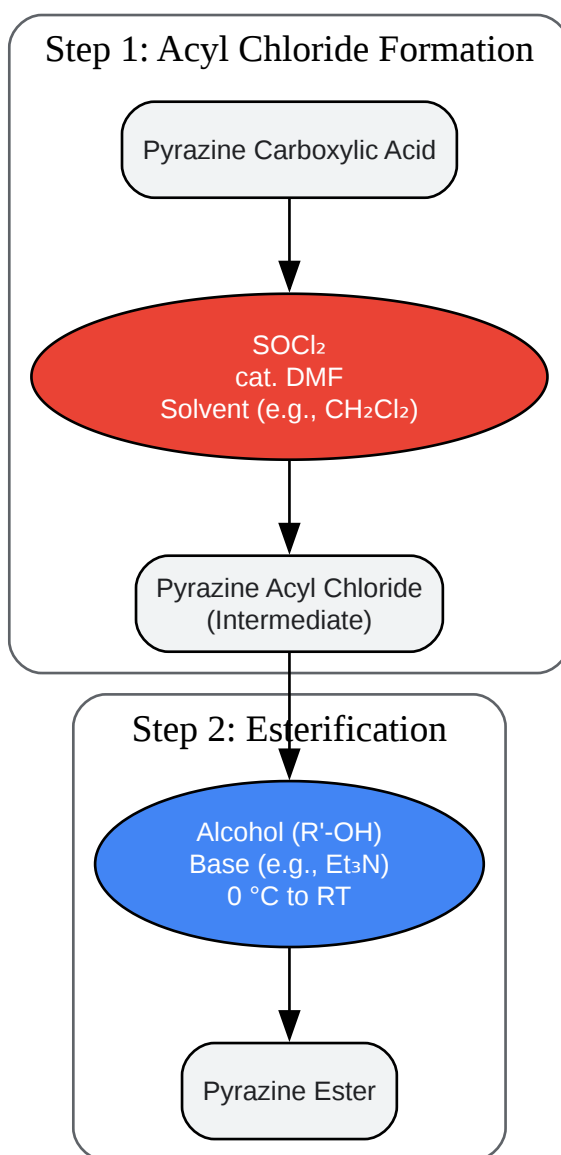 Step 1: Acyl Chloride Formation
Pyrazine Carboxylic Acid
SOCl₂
cat. DMF
Solvent (e.g., CH₂Cl₂)
Pyrazine Acyl Chloride
(Intermediate)
Step 2: Esterification
Alcohol (R'-OH)
Base (e.g., Et₃N)
0 °C to RT
Pyrazine Ester